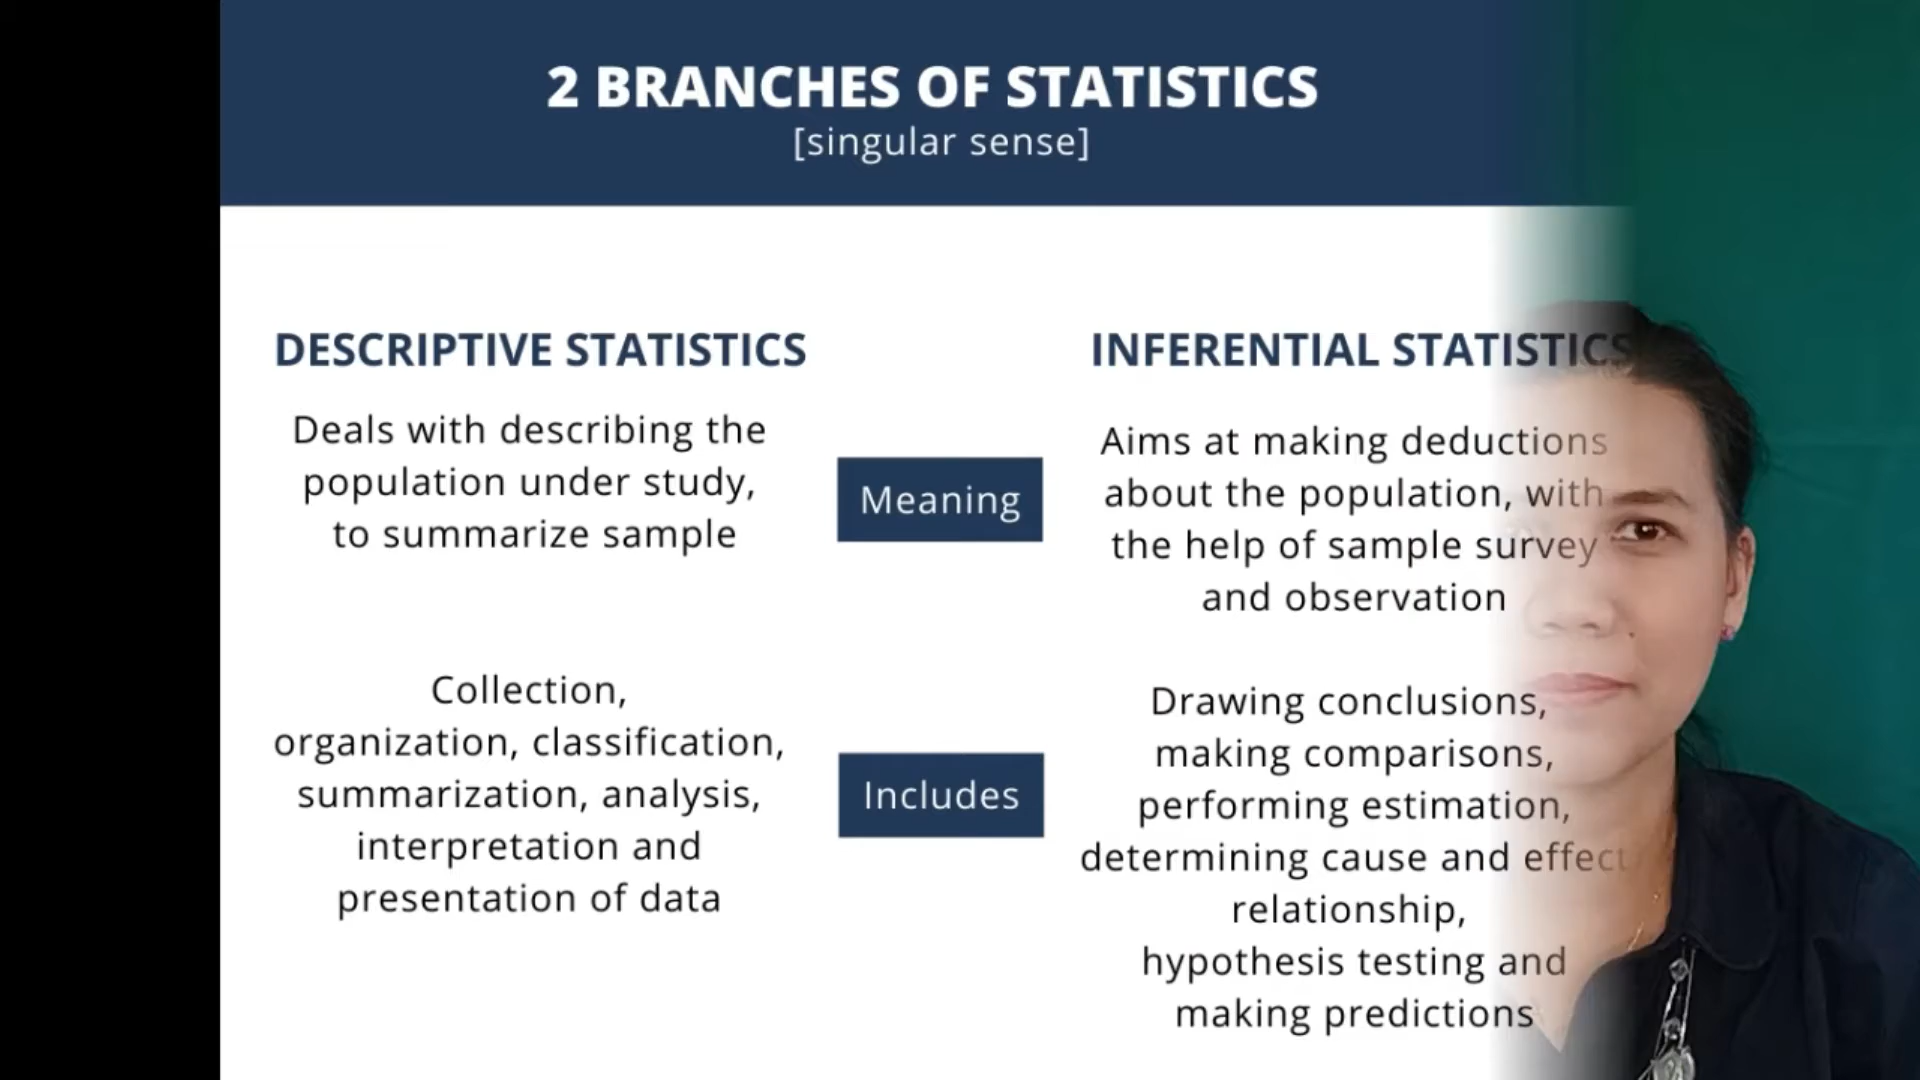 2 BRANCHES OF STATISTICS
[singular sense]
DESCRIPTIVE STATISTICS
Deals with describing the
population under study,
to summarize sample
Collection,
organization, classification,
summarization, analysis,
interpretation and
presentation of data
Meaning
Includes
INFERENTIAL STATISTICS
Aims at making deductions
about the population, with
the help of sample survey
and observation
Drawing conclusions,
making comparisons,
performing estimation,
determining cause and effect
relationship,
hypothesis testing and
making predictions